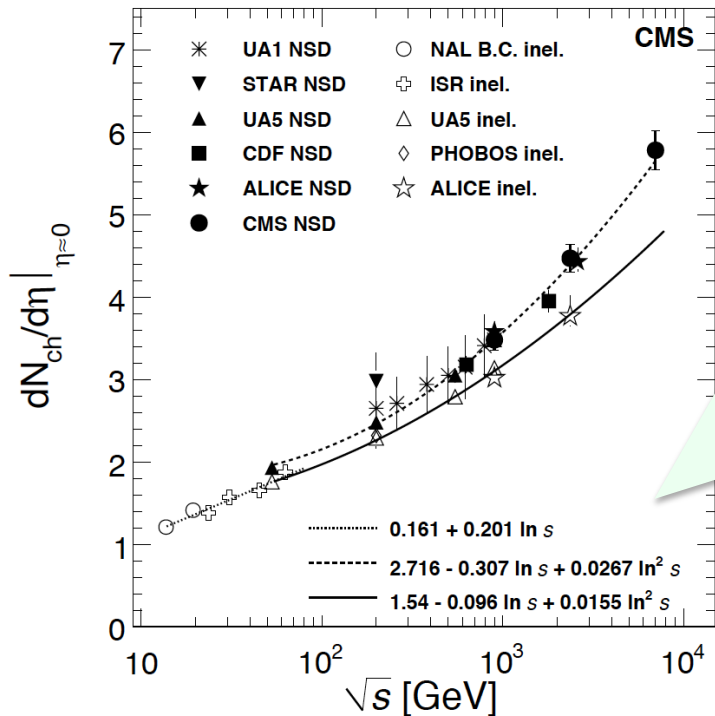 CMS
UA1 NSD
STAR NSD
UA5 NSD
CDF NSD
ALICE NSD
CMS NSD
NAL B.C. inel.
ISR inel.
UA5 inel.
PHOBOS inel.
ALICE inel.
7
6
5
4
3
2
1
0
dN_ch/dη|_η≈0
0.161 + 0.201 ln s
2.716 - 0.307 ln s + 0.0267 ln² s
1.54 - 0.096 ln s + 0.0155 ln² s
10 10² 10³ 10⁴
√s [GeV]